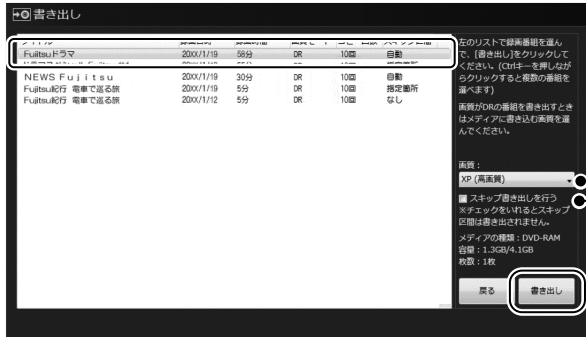 書き出し
Fujitsuドラマ 20XX/1/19 58分 DR 10回 自動
NEWS Fujitsu 20XX/1/19 30分 DR 10回 自動
Fujitsu紀行 電車で巡る旅 20XX/1/19 5分 DR 10回 指定箇所
Fujitsu紀行 電車で巡る旅 20XX/1/12 5分 DR 10回 なし
左のリストで録画番組を選ん
で、[書き出し]をクリックして
ください。(Ctrlキーを押しなが
らクリックすると複数の番組を
選べます)
画質がDRの番組を書き出すとき
はメディアに書き込む画質を選
んでください。
画質：
XP (高画質)
スキップ書き出しを行う
※チェックをいれるとスキップ
区間は書き出されません。
メディアの種類：DVD-RAM
容量：1.3GB/4.1GB
枚数：1枚
戻る 書き出し